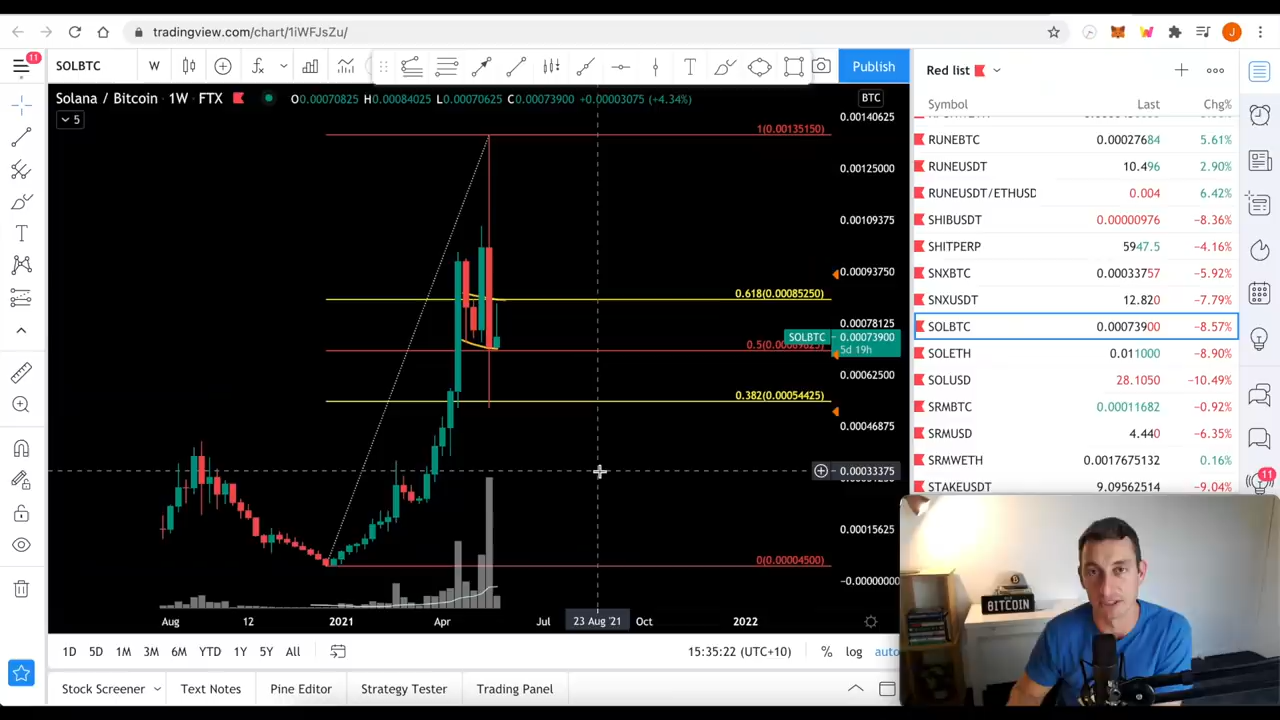 tradingview.com/chart/1iWFJsZu/
J
11
SOLBTC
W
Publish
Red list
Solana / Bitcoin · 1W · FTX
O0.00070825 H0.00084025 L0.00070625 C0.00073900 +0.00003075 (+4.34%)
BTC
5
Symbol Last Chg%
RUNEBTC 0.00027684 5.61%
RUNEUSDT 10.496 2.90%
RUNEUSDT/ETHUSD 0.004 6.42%
SHIBUSDT 0.00000976 −8.36%
SHITPERP 5947.5 −4.16%
SNXBTC 0.00033757 −5.92%
SNXUSDT 12.820 −7.79%
SOLBTC 0.00073900 −8.57%
SOLETH 0.011000 −8.90%
SOLUSD 28.1050 −10.49%
SRMBTC 0.00011682 −0.92%
SRMUSD 4.440 −6.35%
SRMWETH 0.0017675132 0.16%
STAKEUSDT 9.09562514 −9.04%
11
0.00140625
1(0.00135150)
0.00125000
0.00109375
0.00093750
0.618(0.00085250)
0.00078125
SOLBTC 0.00073900
5d 19h
0.00062500
0.382(0.00054425)
0.00046875
0.00033375
0.00015625
0(0.00004500)
−0.00000000
Aug 12 2021 Apr Jul 23 Aug '21 Oct 2022
1D 5D 1M 3M 6M YTD 1Y 5Y All
15:35:22 (UTC+10) % log auto
Stock Screener Text Notes Pine Editor Strategy Tester Trading Panel
BITCOIN